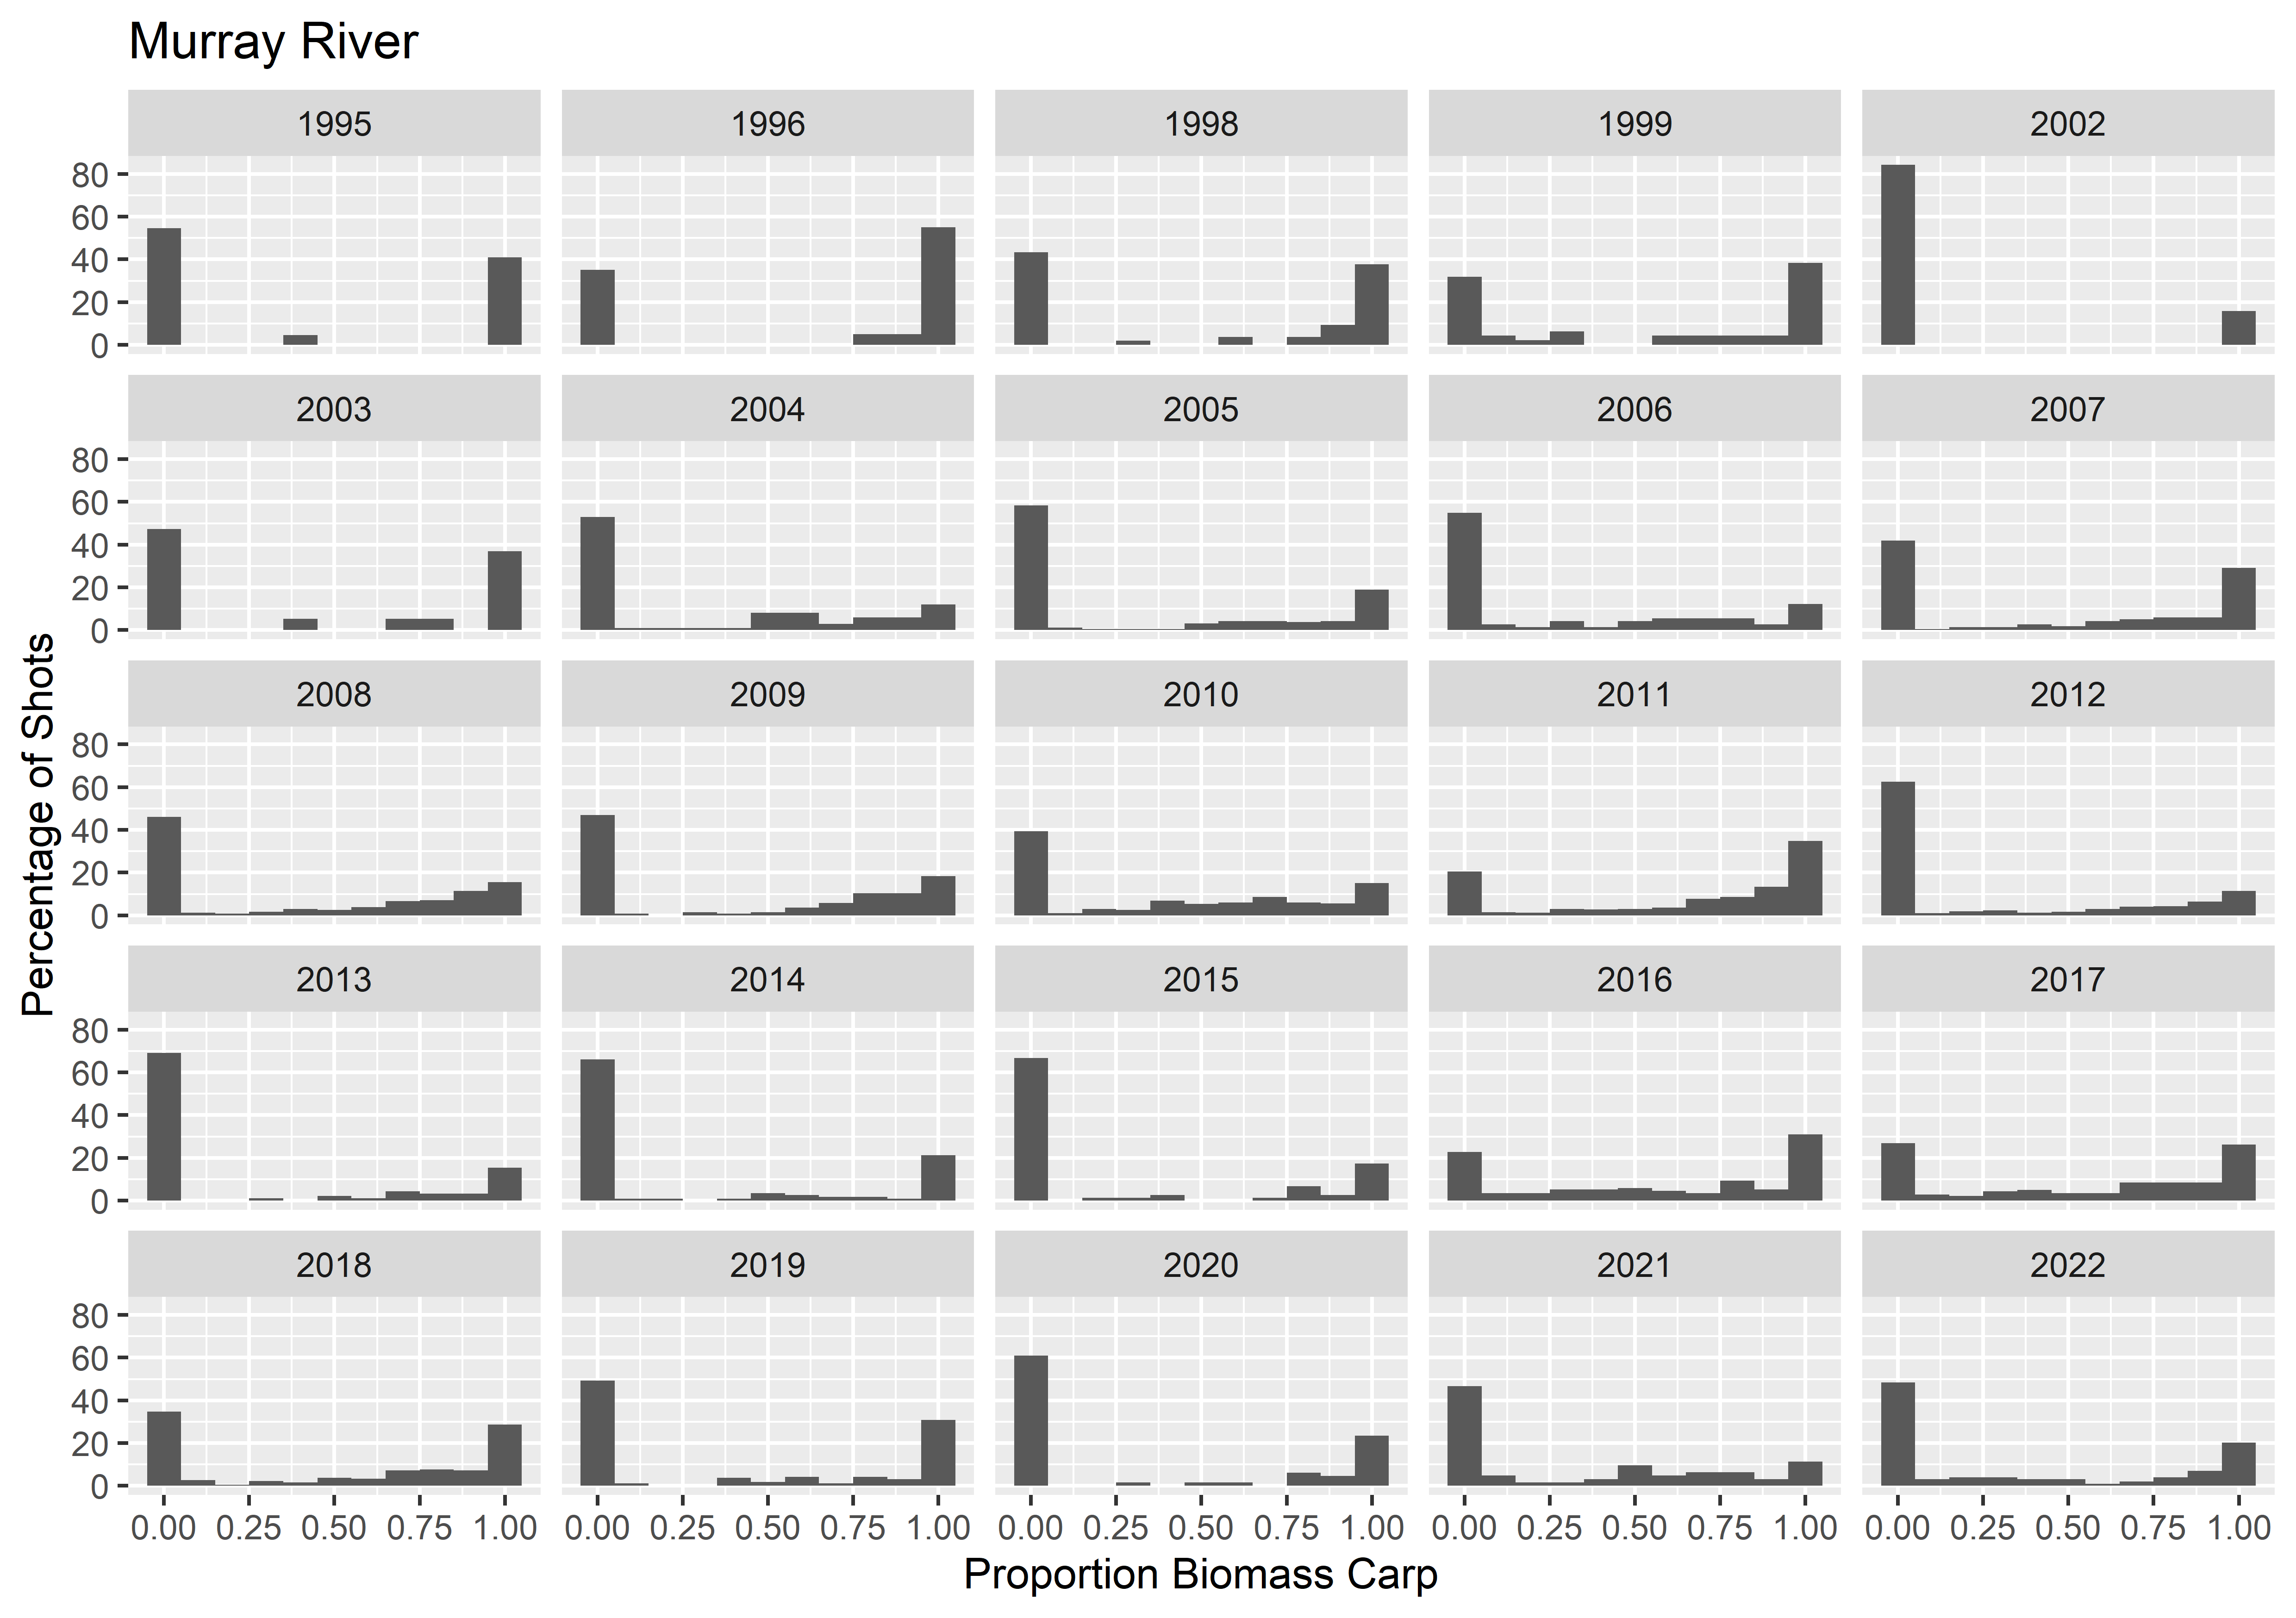 Murray River
1995 1996 1998 1999 2002
80
60
40
20
0
2003 2004 2005 2006 2007
80
60
40
20
0
2008 2009 2010 2011 2012
80
60
40
20
0
2013 2014 2015 2016 2017
80
60
40
20
0
2018 2019 2020 2021 2022
80
60
40
20
0
0.00 0.25 0.50 0.75 1.00 0.00 0.25 0.50 0.75 1.00 0.00 0.25 0.50 0.75 1.00 0.00 0.25 0.50 0.75 1.00 0.00 0.25 0.50 0.75 1.00
Proportion Biomass Carp
Percentage of Shots